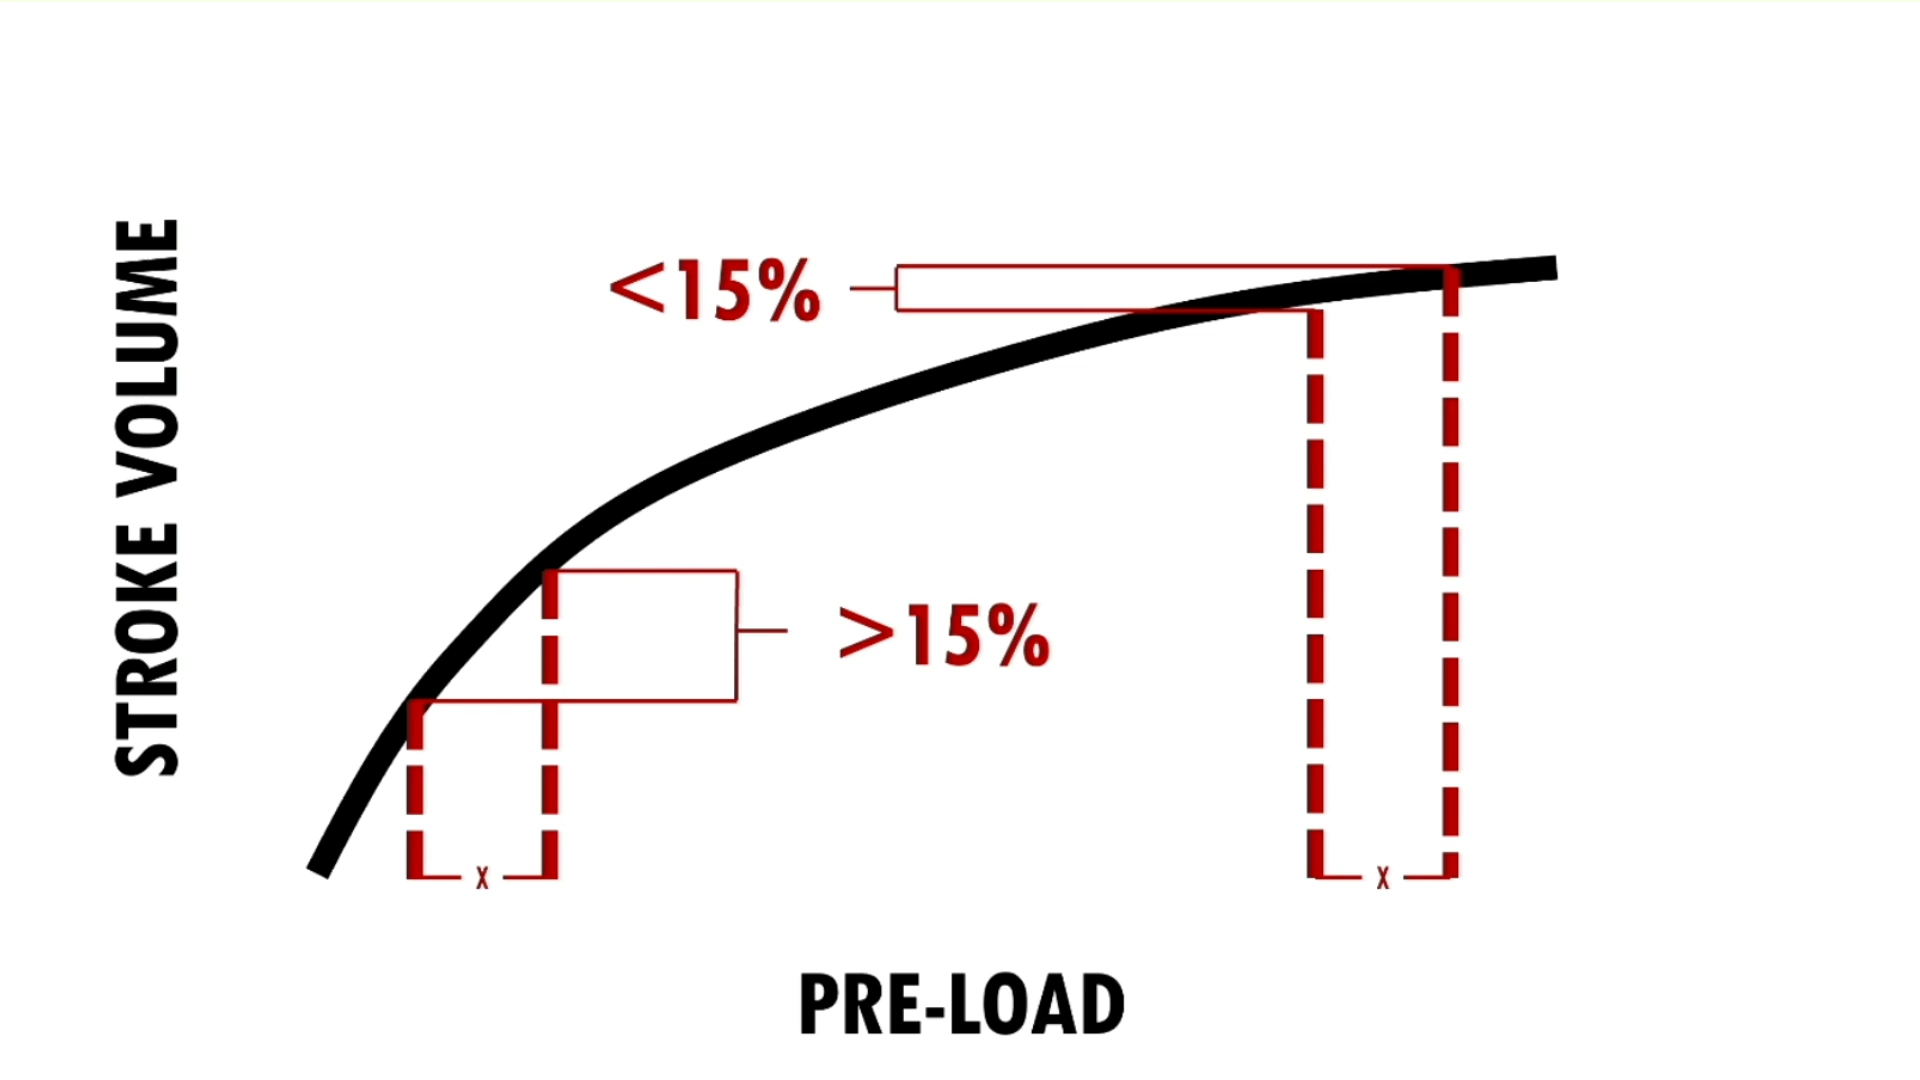 STROKE VOLUME
<15%
>15%
x
x
PRE-LOAD